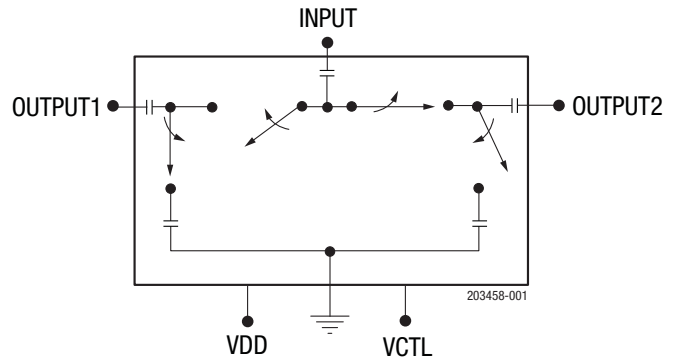 INPUT
OUTPUT1
OUTPUT2
203458-001
VDD
VCTL